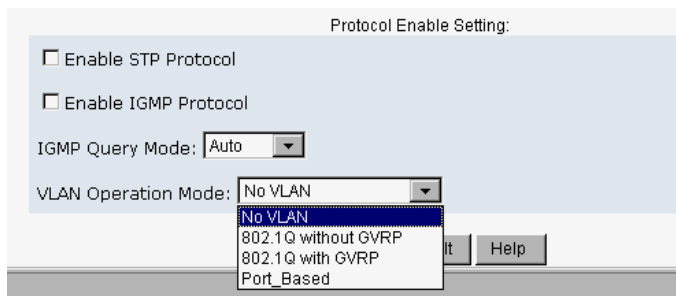 Protocol Enable Setting:
Enable STP Protocol
Enable IGMP Protocol
IGMP Query Mode: Auto
VLAN Operation Mode: No VLAN
No VLAN
802.1Q without GVRP
802.1Q with GVRP
Port_Based
Help